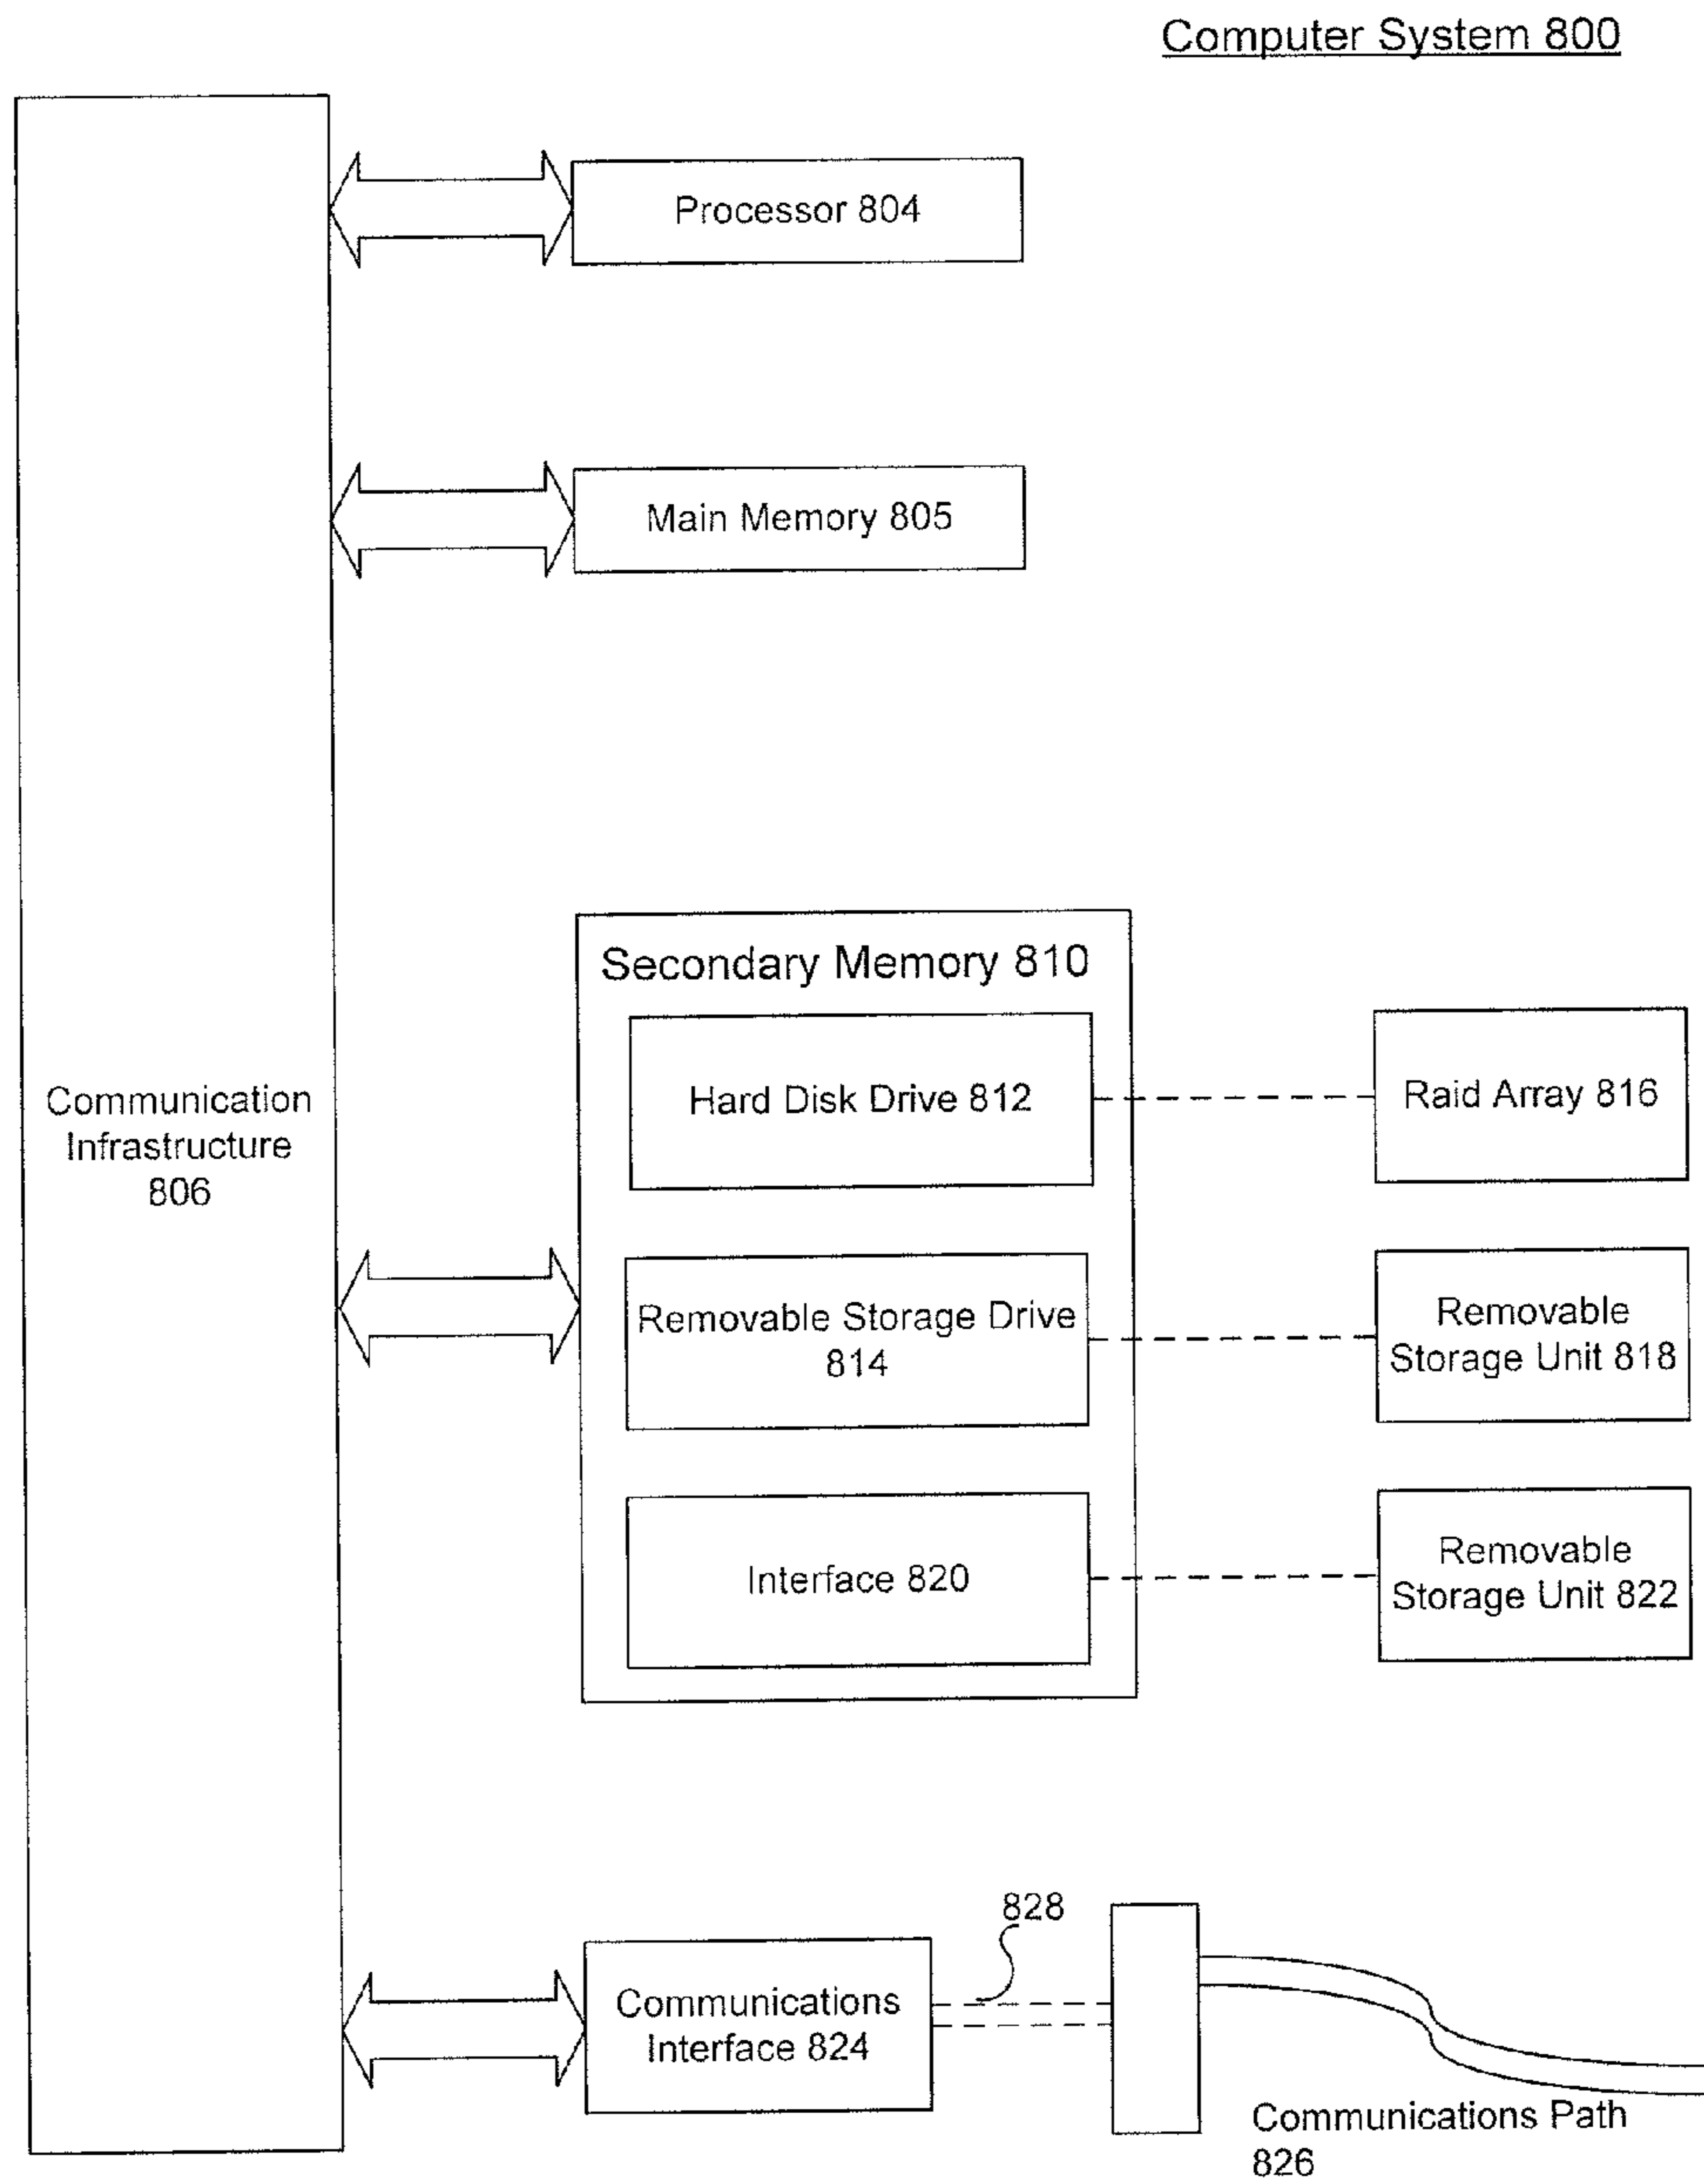 Computer System 800
Processor 804
Main Memory 805
Communication
Infrastructure
806
Secondary Memory 810
Hard Disk Drive 812
Raid Array 816
Removable Storage Drive
814
Removable
Storage Unit 818
Interface 820
Removable
Storage Unit 822
828
Communications
Interface 824
Communications Path
826